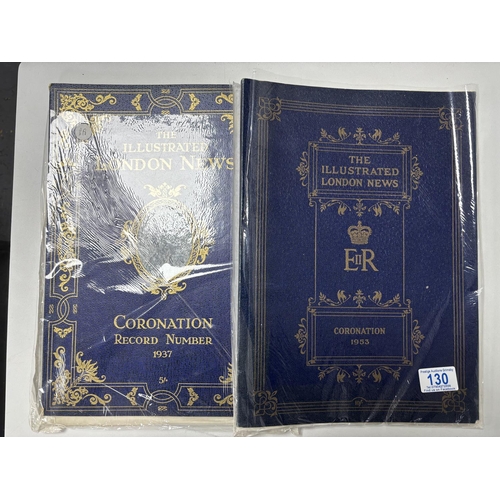 THE
ILLUSTRATED
LONDON NEWS
CORONATION
RECORD NUMBER
1937
5/-
THE
ILLUSTRATED
LONDON NEWS
EIIR
CORONATION
1953
130